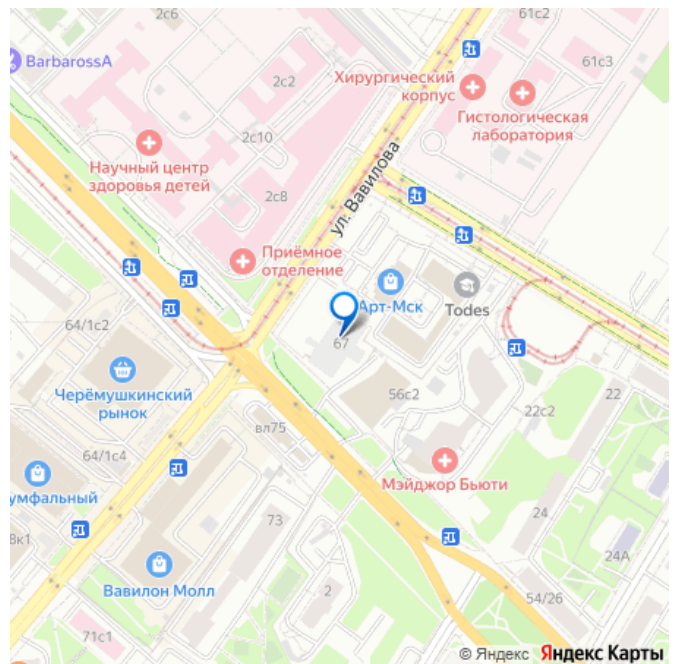 2с6
61с2
BarbarossA
2с2
61с3
Хирургический
корпус
Гистологическая
лаборатория
2с10
Научный центр
здоровья детей
2с8
ул. Вавилова
Приёмное
отделение
Арт-Мск
Todes
64/1с2
67
Черёмушкинский
рынок
56с2
22с2
22
вл75
64/1с4
Мэйджор Бьюти
умфальный
24
73
8к1
24А
Вавилон Молл
2
54/26
71с1
© Яндекс Яндекс Карты